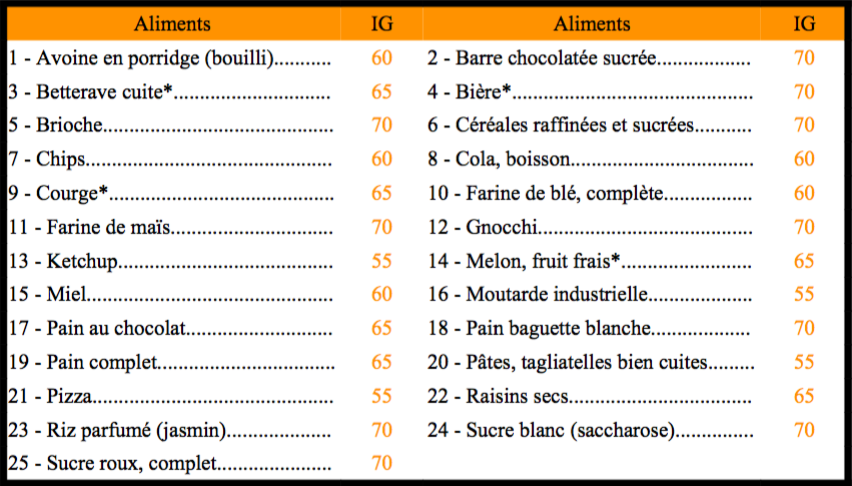 Aliments IG Aliments IG
1 - Avoine en porridge (bouilli)........... 60 2 - Barre chocolatée sucrée.................. 70
3 - Betterave cuite*.............................. 65 4 - Bière*.............................................. 70
5 - Brioche............................................ 70 6 - Céréales raffinées et sucrées........... 70
7 - Chips............................................... 60 8 - Cola, boisson................................... 60
9 - Courge*........................................... 65 10 - Farine de blé, complète................. 60
11 - Farine de maïs............................... 70 12 - Gnocchi......................................... 70
13 - Ketchup......................................... 55 14 - Melon, fruit frais*......................... 65
15 - Miel............................................... 60 16 - Moutarde industrielle.................... 55
17 - Pain au chocolat............................ 65 18 - Pain baguette blanche................... 70
19 - Pain complet.................................. 65 20 - Pâtes, tagliatelles bien cuites......... 55
21 - Pizza.............................................. 55 22 - Raisins secs................................... 65
23 - Riz parfumé (jasmin).................... 70 24 - Sucre blanc (saccharose)............... 70
25 - Sucre roux, complet...................... 70